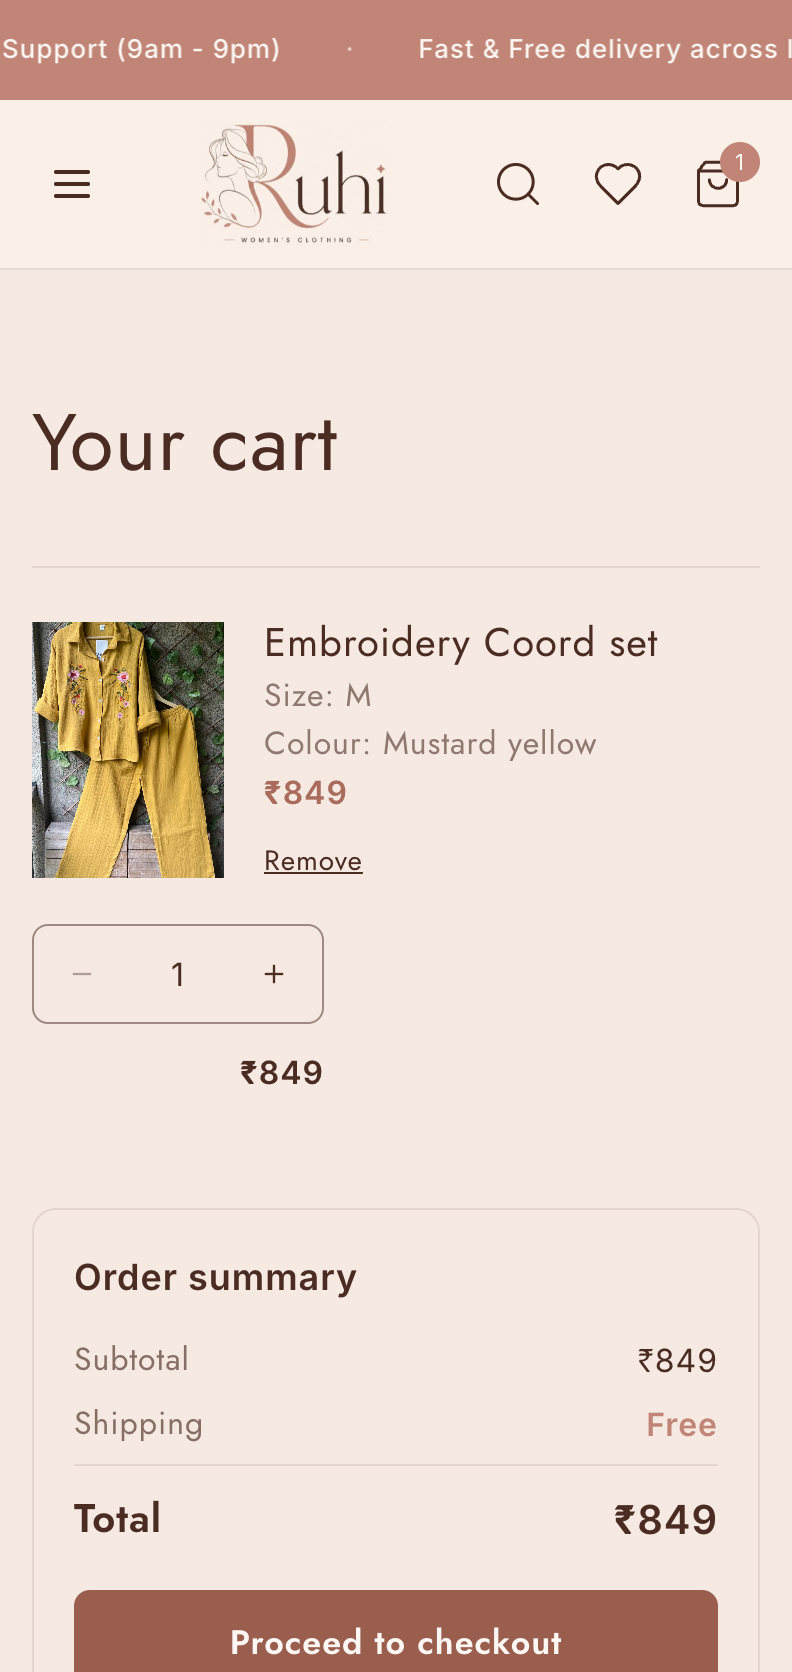 Support (9am - 9pm) · Fast & Free delivery across
Ruhi
WOMEN'S CLOTHING
1
Your cart
Embroidery Coord set
Size: M
Colour: Mustard yellow
₹849
Remove
− 1 +
₹849
Order summary
Subtotal ₹849
Shipping Free
Total ₹849
Proceed to checkout